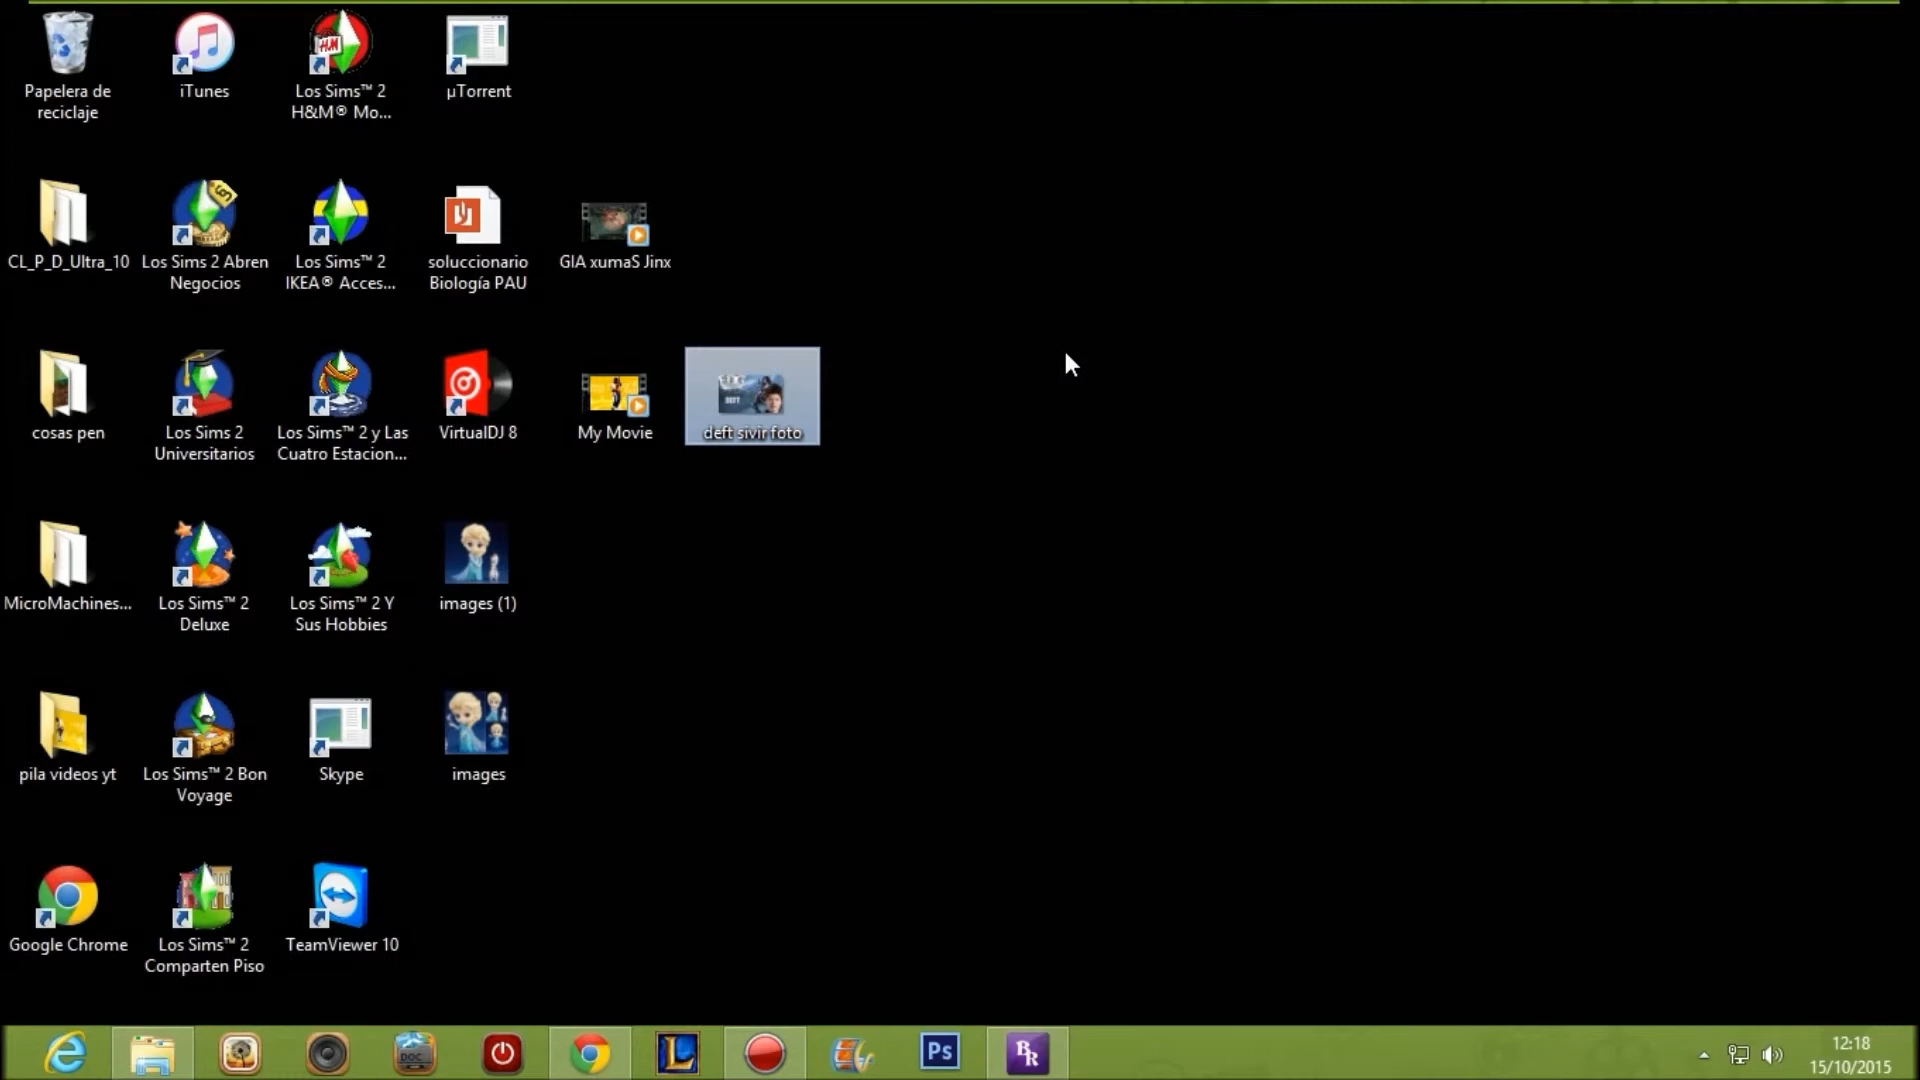 Papelera de
reciclaje
iTunes
Los Sims™ 2
H&M® Mo...
µTorrent
CL_P_D_Ultra_10
Los Sims 2 Abren
Negocios
Los Sims™ 2
IKEA® Acces...
soluccionario
Biología PAU
GIA xumaS Jinx
cosas pen
Los Sims 2
Universitarios
Los Sims™ 2 y Las
Cuatro Estacion...
VirtualDJ 8
My Movie
deft sivir foto
MicroMachines...
Los Sims™ 2
Deluxe
Los Sims™ 2 Y
Sus Hobbies
images (1)
pila videos yt
Los Sims™ 2 Bon
Voyage
Skype
images
Google Chrome
Los Sims™ 2
Comparten Piso
TeamViewer 10
DOC
L
Ps
BR
12:18
15/10/2015